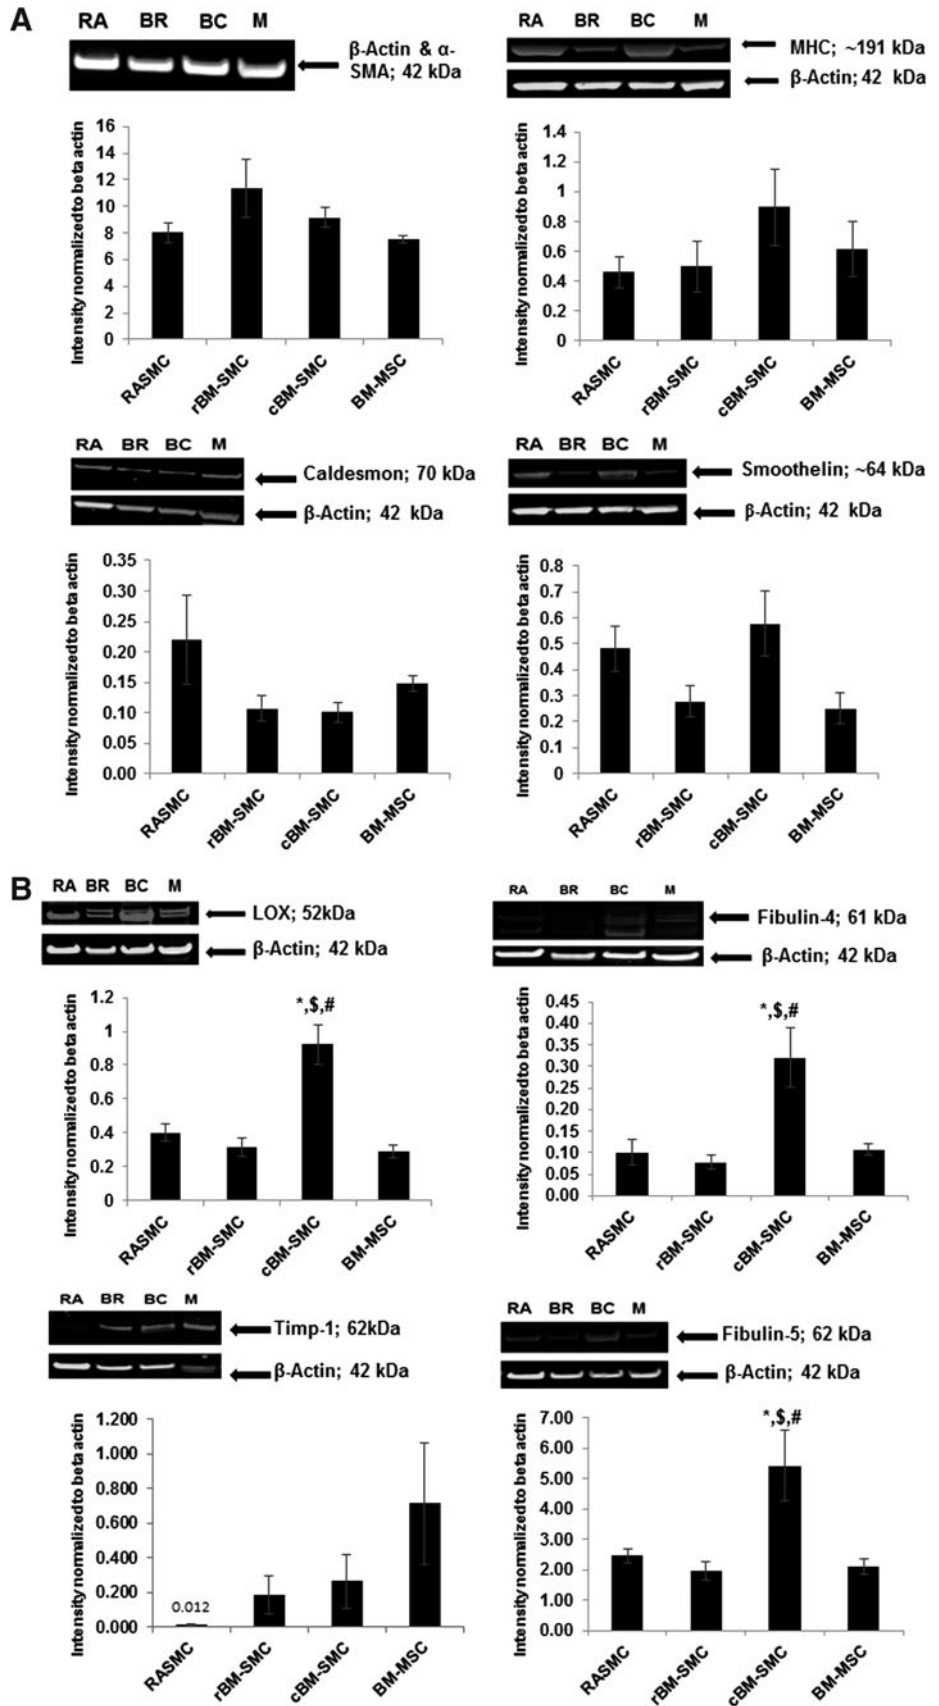 A
RA BR BC M
β-Actin & α-
SMA; 42 kDa
Intensity normalized to beta actin
16
14
12
10
8
6
4
2
0
RASMC
rBM-SMC
cBM-SMC
BM-MSC
RA BR BC M
MHC; ~191 kDa
β-Actin; 42 kDa
Intensity normalized to beta actin
1.4
1.2
1
0.8
0.6
0.4
0.2
0
RASMC
rBM-SMC
cBM-SMC
BM-MSC
RA BR BC M
Caldesmon; 70 kDa
β-Actin; 42 kDa
Intensity normalized to beta actin
0.35
0.30
0.25
0.20
0.15
0.10
0.05
0.00
RASMC
rBM-SMC
cBM-SMC
BM-MSC
RA BR BC M
Smoothelin; ~64 kDa
β-Actin; 42 kDa
Intensity normalized to beta actin
0.8
0.7
0.6
0.5
0.4
0.3
0.2
0.1
0
RASMC
rBM-SMC
cBM-SMC
BM-MSC
B
RA BR BC M
LOX; 52kDa
β-Actin; 42 kDa
Intensity normalized to beta actin
1.2
1
0.8
0.6
0.4
0.2
0
*,$,#
RASMC
rBM-SMC
cBM-SMC
BM-MSC
RA BR BC M
Fibulin-4; 61 kDa
β-Actin; 42 kDa
Intensity normalized to beta actin
0.45
0.40
0.35
0.30
0.25
0.20
0.15
0.10
0.05
0.00
*,$,#
RASMC
rBM-SMC
cBM-SMC
BM-MSC
RA BR BC M
Timp-1; 62kDa
β-Actin; 42 kDa
Intensity normalized to beta actin
1.200
1.000
0.800
0.600
0.400
0.200
0.000
0.012
RASMC
rBM-SMC
cBM-SMC
BM-MSC
RA BR BC M
Fibulin-5; 62 kDa
β-Actin; 42 kDa
Intensity normalized to beta actin
7.00
6.00
5.00
4.00
3.00
2.00
1.00
0.00
*,$,#
RASMC
rBM-SMC
cBM-SMC
BM-MSC